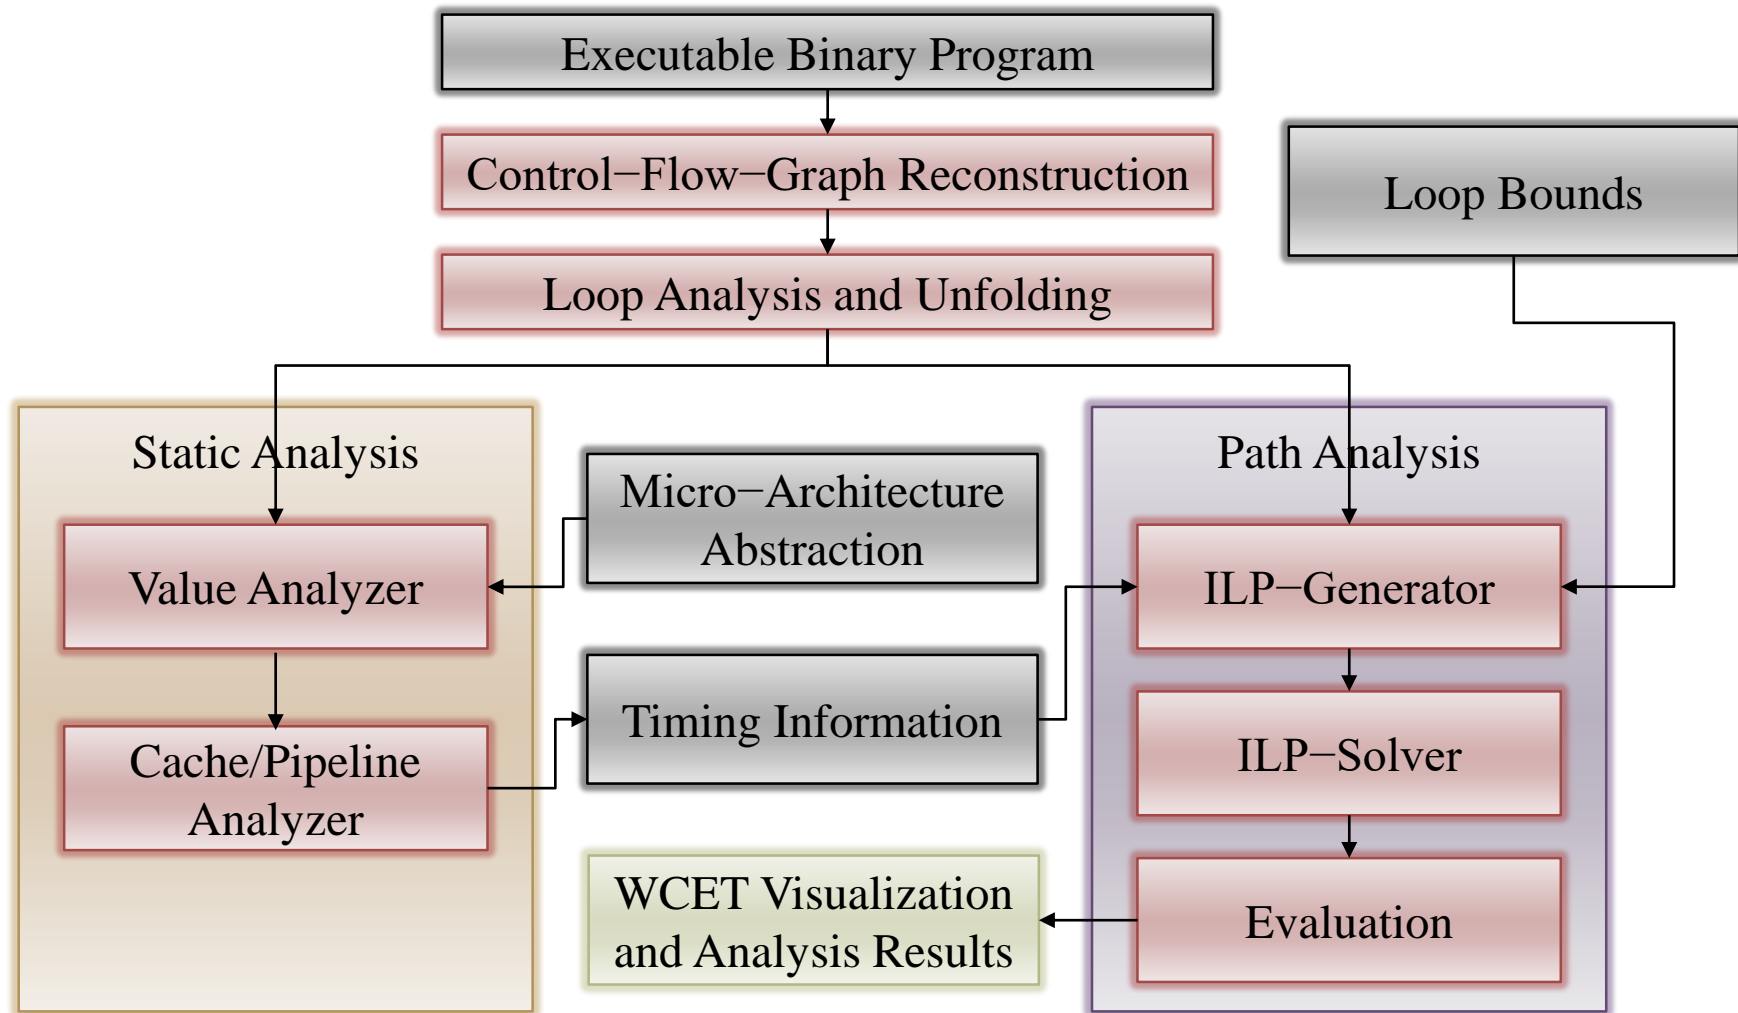 Executable Binary Program
Control−Flow−Graph Reconstruction
Loop Bounds
Loop Analysis and Unfolding
Static Analysis
Path Analysis
Micro−Architecture
Abstraction
Value Analyzer
ILP−Generator
Timing Information
Cache/Pipeline
Analyzer
ILP−Solver
WCET Visualization
and Analysis Results
Evaluation